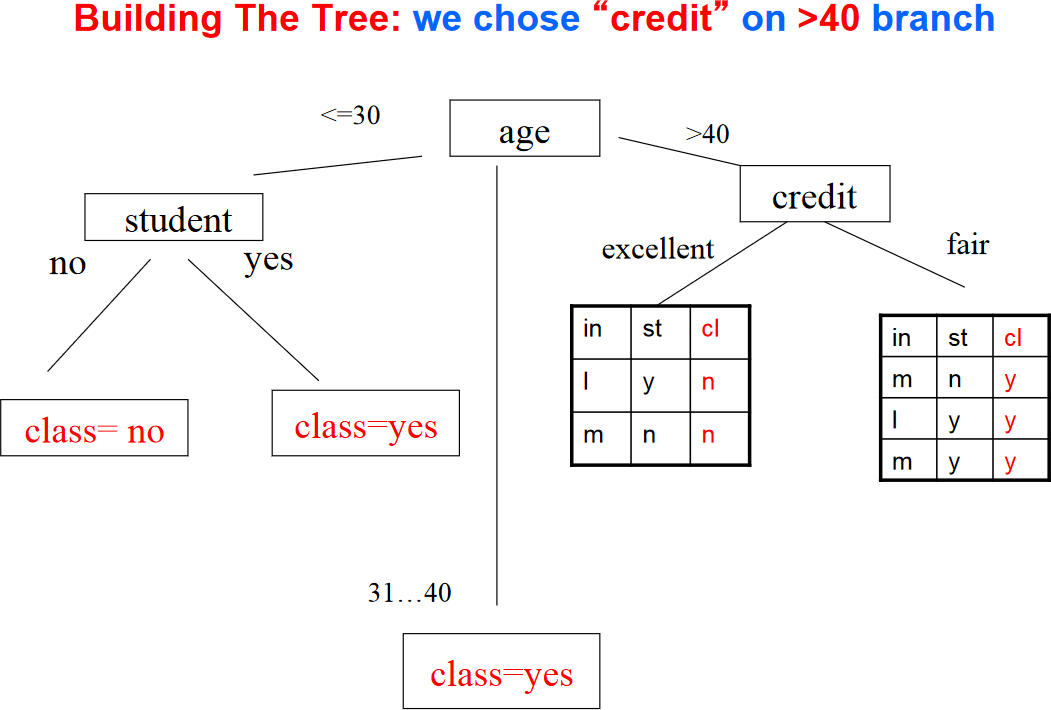 Building The Tree: we chose “credit” on >40 branch
<=30
age
>40
student
credit
no
yes
excellent
fair
in st cl
l y n
m n n
in st cl
m n y
l y y
m y y
class= no
class=yes
31…40
class=yes